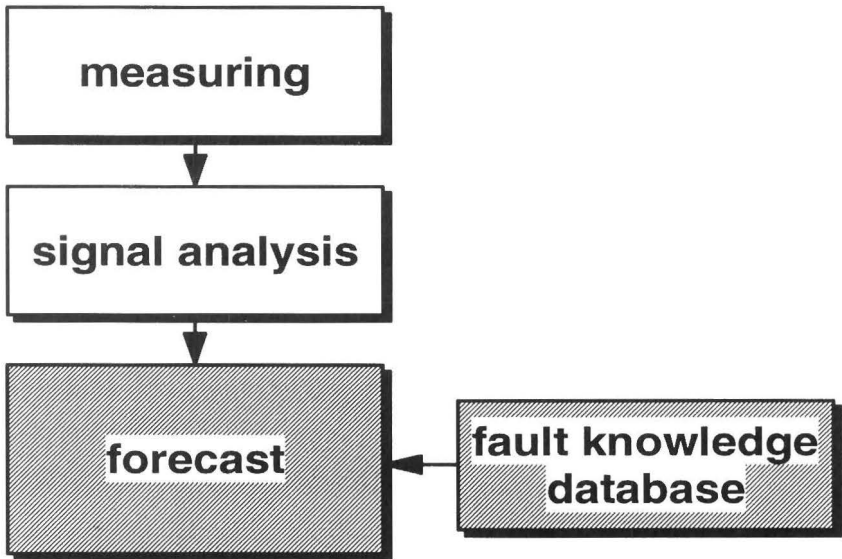 measuring
signal analysis
forecast
fault knowledge
database